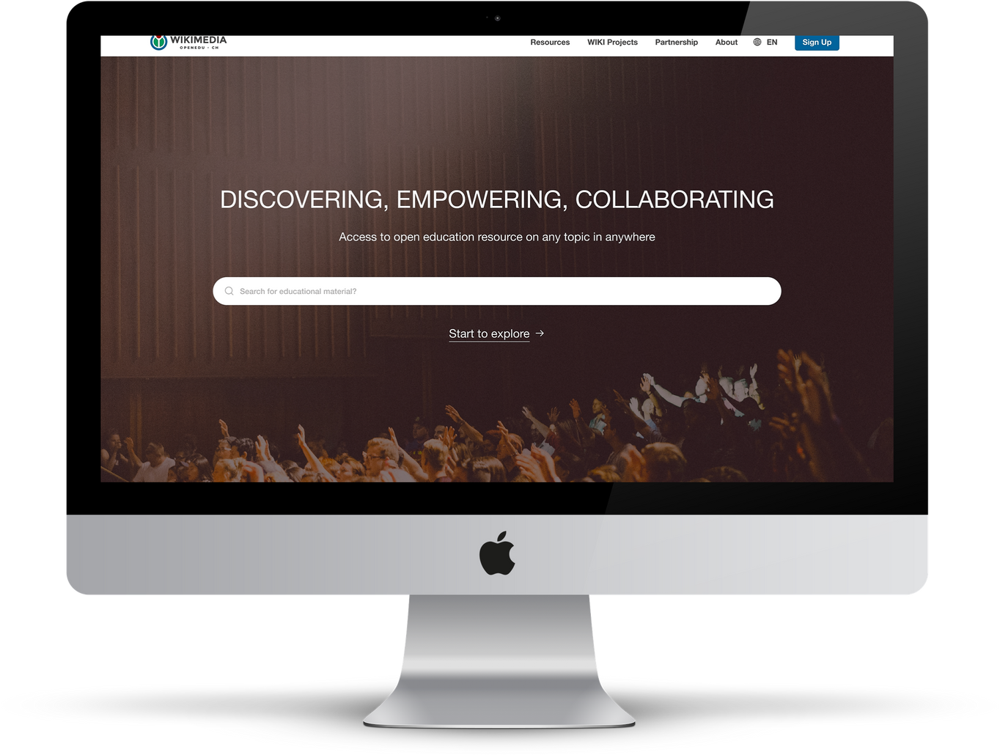 WIKIMEDIA
OPENEDU · CH
Resources WIKI Projects Partnership About EN Sign Up
DISCOVERING, EMPOWERING, COLLABORATING
Access to open education resource on any topic in anywhere
Search for educational material?
Start to explore →